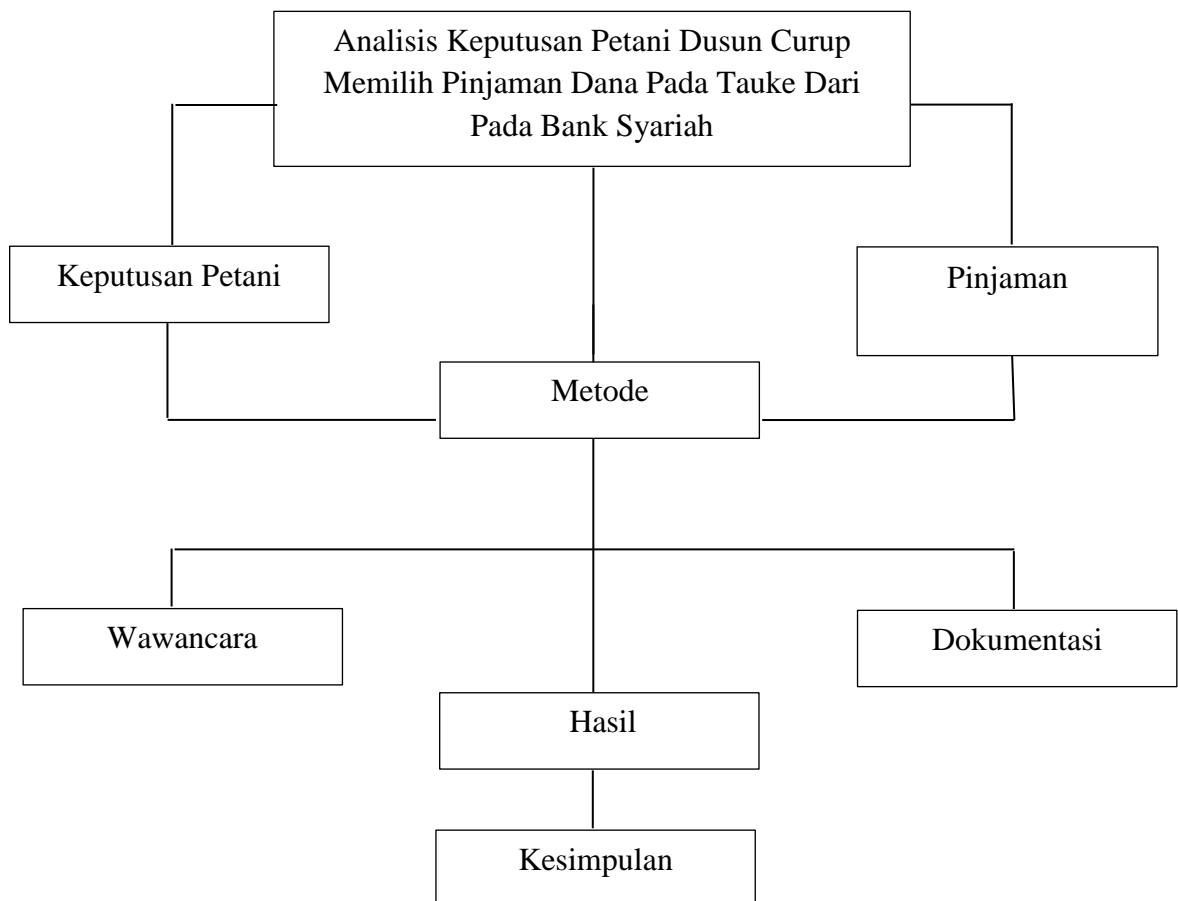 Analisis Keputusan Petani Dusun Curup
Memilih Pinjaman Dana Pada Tauke Dari
Pada Bank Syariah
Keputusan Petani
Pinjaman
Metode
Wawancara
Dokumentasi
Hasil
Kesimpulan